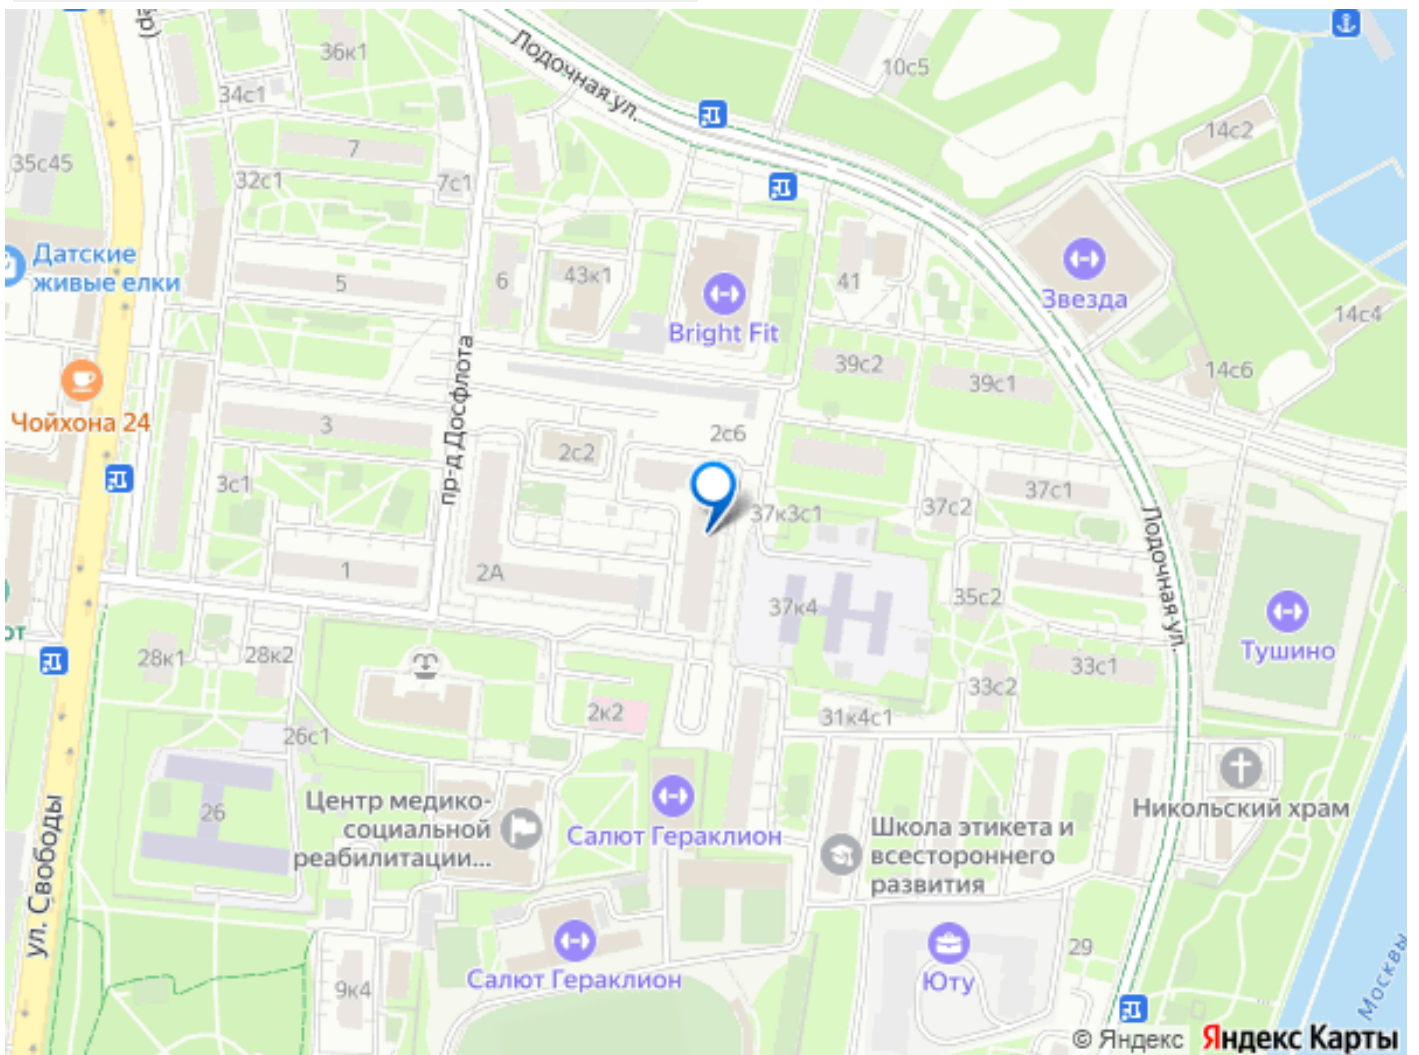 Лодочная ул.
36к1
10с5
34с1
14с2
35с45
7
32с1
7с1
Датские
живые елки
5
6
43к1
41
Звезда
Bright Fit
14с4
39с2
39с1
14с6
Чойхона 24
3
пр-д Досфлота
2с6
2с2
3с1
37с1
37с2
37к3с1
Лодочная ул.
1
2А
35с2
37к4
от
Тушино
28к1
28к2
33с1
33с2
2к2
31к4с1
26с1
26
Центр медико-
социальной
реабилитации...
Никольский храм
Салют Гераклион
Школа этикета и
всестороннего
развития
ул. Свободы
Салют Гераклион
29
Юту
9к4
Москвы
© Яндекс Яндекс Карты